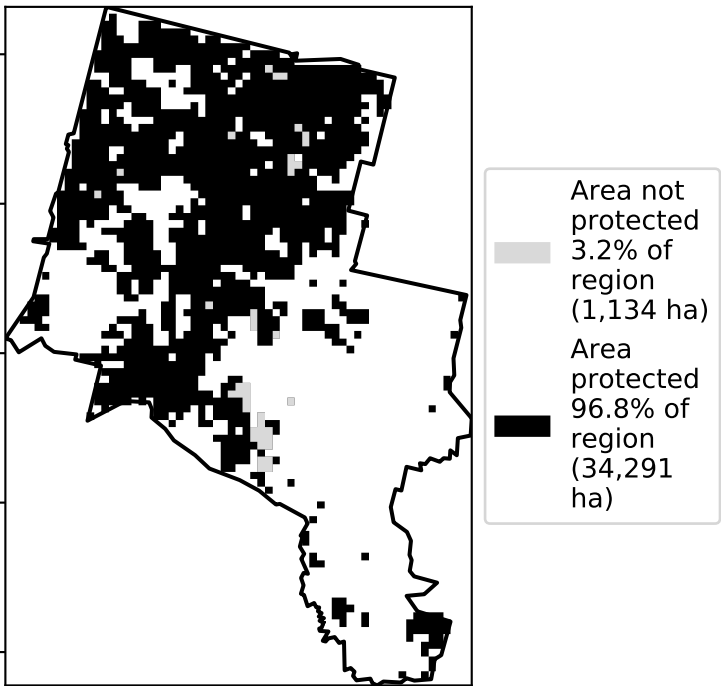 Area not
protected
3.2% of
region
(1,134 ha)
Area
protected
96.8% of
region
(34,291
ha)